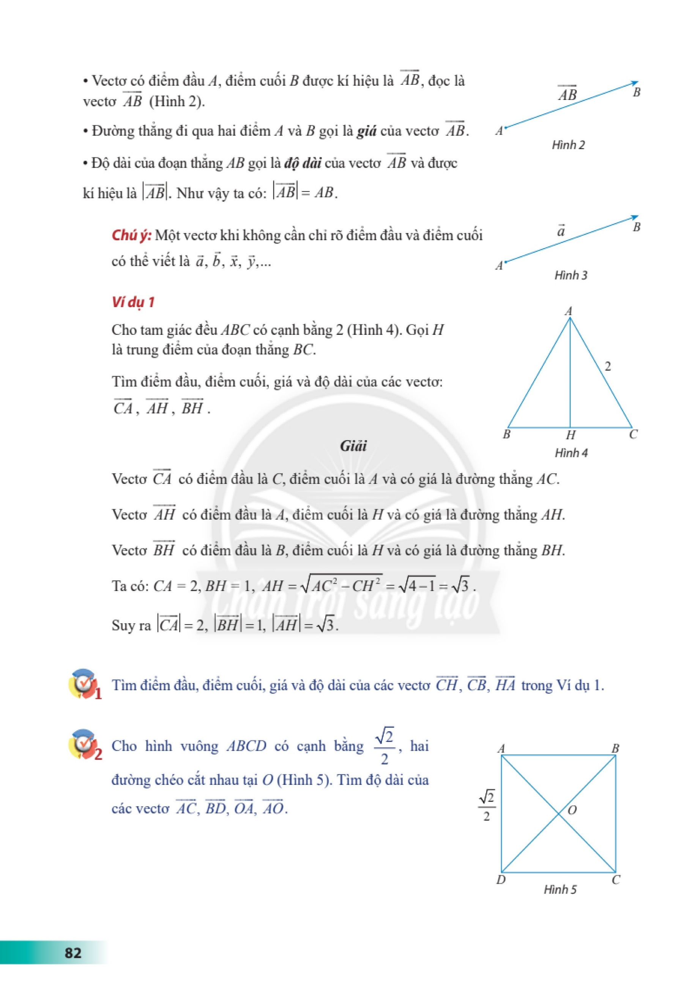 • Vectơ có điểm đầu A, điểm cuối B được kí hiệu là $\overrightarrow{AB}$, đọc là
vectơ $\overrightarrow{AB}$ (Hình 2).
• Đường thẳng đi qua hai điểm A và B gọi là giá của vectơ $\overrightarrow{AB}$.
• Độ dài của đoạn thẳng AB gọi là độ dài của vectơ $\overrightarrow{AB}$ và được
kí hiệu là $|\overrightarrow{AB}|$. Như vậy ta có: $|\overrightarrow{AB}| = AB$.
$\overrightarrow{AB}$
B
A
Hình 2
Chú ý: Một vectơ khi không cần chỉ rõ điểm đầu và điểm cuối
có thể viết là $\vec{a}, \vec{b}, \vec{x}, \vec{y}$,...
$\vec{a}$
B
A
Hình 3
Ví dụ 1
Cho tam giác đều ABC có cạnh bằng 2 (Hình 4). Gọi H
là trung điểm của đoạn thẳng BC.
Tìm điểm đầu, điểm cuối, giá và độ dài của các vectơ:
$\overrightarrow{CA}$, $\overrightarrow{AH}$, $\overrightarrow{BH}$.
A
2
B H C
Hình 4
Giải
Vectơ $\overrightarrow{CA}$ có điểm đầu là C, điểm cuối là A và có giá là đường thẳng AC.
Vectơ $\overrightarrow{AH}$ có điểm đầu là A, điểm cuối là H và có giá là đường thẳng AH.
Vectơ $\overrightarrow{BH}$ có điểm đầu là B, điểm cuối là H và có giá là đường thẳng BH.
Ta có: $CA = 2, BH = 1, AH = \sqrt{AC^2 - CH^2} = \sqrt{4-1} = \sqrt{3}$.
Chân trời sáng tạo
Suy ra $|\overrightarrow{CA}| = 2, |\overrightarrow{BH}| = 1, |\overrightarrow{AH}| = \sqrt{3}$.
1 Tìm điểm đầu, điểm cuối, giá và độ dài của các vectơ $\overrightarrow{CH}$, $\overrightarrow{CB}$, $\overrightarrow{HA}$ trong Ví dụ 1.
2 Cho hình vuông ABCD có cạnh bằng $\frac{\sqrt{2}}{2}$, hai
đường chéo cắt nhau tại O (Hình 5). Tìm độ dài của
các vectơ $\overrightarrow{AC}$, $\overrightarrow{BD}$, $\overrightarrow{OA}$, $\overrightarrow{AO}$.
A B
$\frac{\sqrt{2}}{2}$
O
D C
Hình 5
82